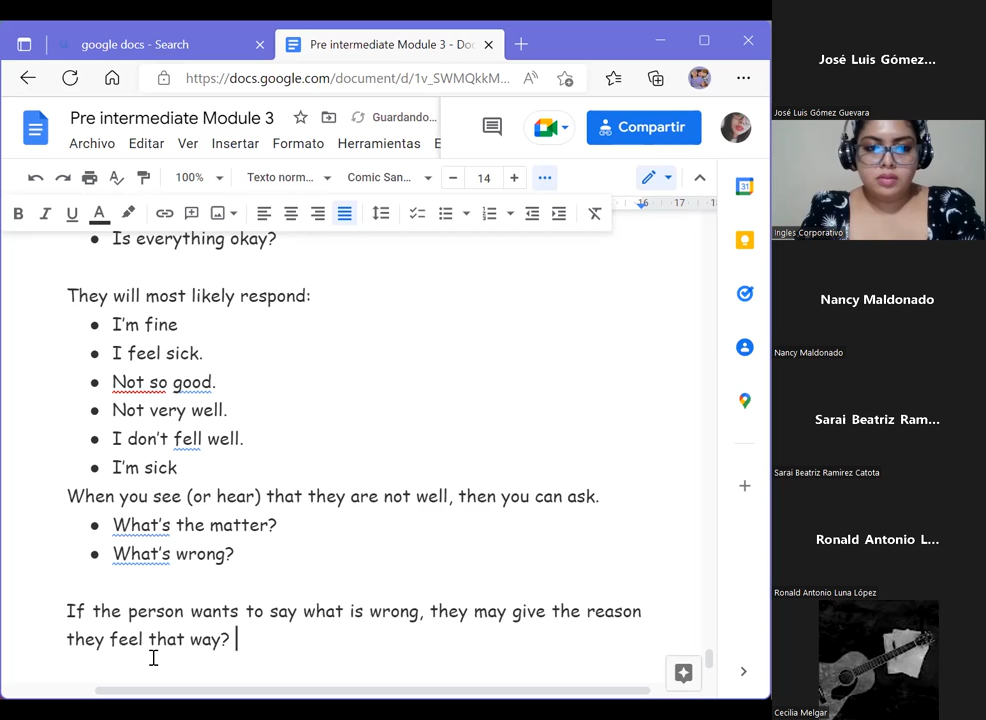 google docs - Search
Pre intermediate Module 3 - Doc
https://docs.google.com/document/d/1v_SWMQkkM...
Pre intermediate Module 3
Guardando...
Compartir
Archivo Editar Ver Insertar Formato Herramientas E
100% Texto norm... Comic San... 14
16 17
Is everything okay?
They will most likely respond:
I'm fine
I feel sick.
Not so good.
Not very well.
I don't fell well.
I'm sick
When you see (or hear) that they are not well, then you can ask.
What's the matter?
What's wrong?
If the person wants to say what is wrong, they may give the reason
they feel that way?
José Luis Gómez...
José Luis Gómez Guevara
Ingles Corporativo
Nancy Maldonado
Nancy Maldonado
Sarai Beatriz Ram...
Sarai Beatriz Ramirez Catota
Ronald Antonio L...
Ronald Antonio Luna López
Cecilia Melgar